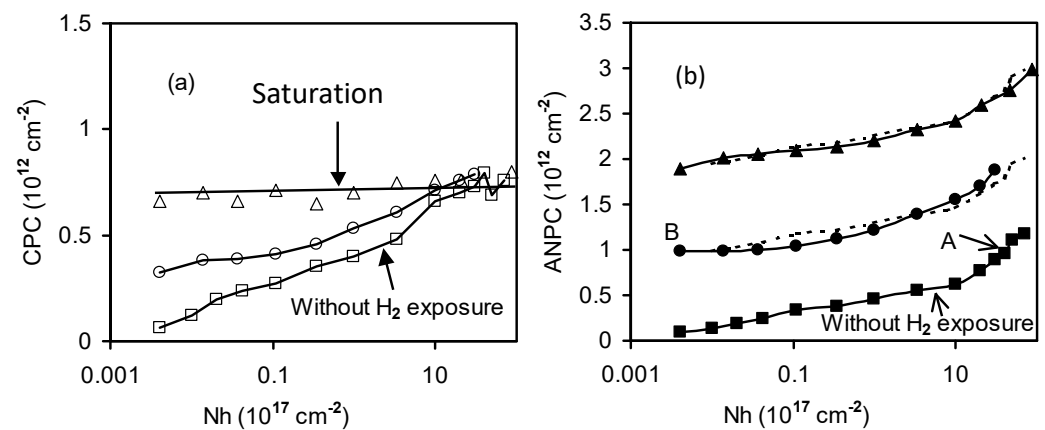 1.5
1
0.5
0
CPC (10¹² cm⁻²)
(a)
Saturation
Without H₂ exposure
0.001
0.1
10
Nh (10¹⁷ cm⁻²)
3.5
3
2.5
2
1.5
1
0.5
0
ANPC (10¹² cm⁻²)
(b)
B
A
Without H₂ exposure
0.001
0.1
10
Nh (10¹⁷ cm⁻²)